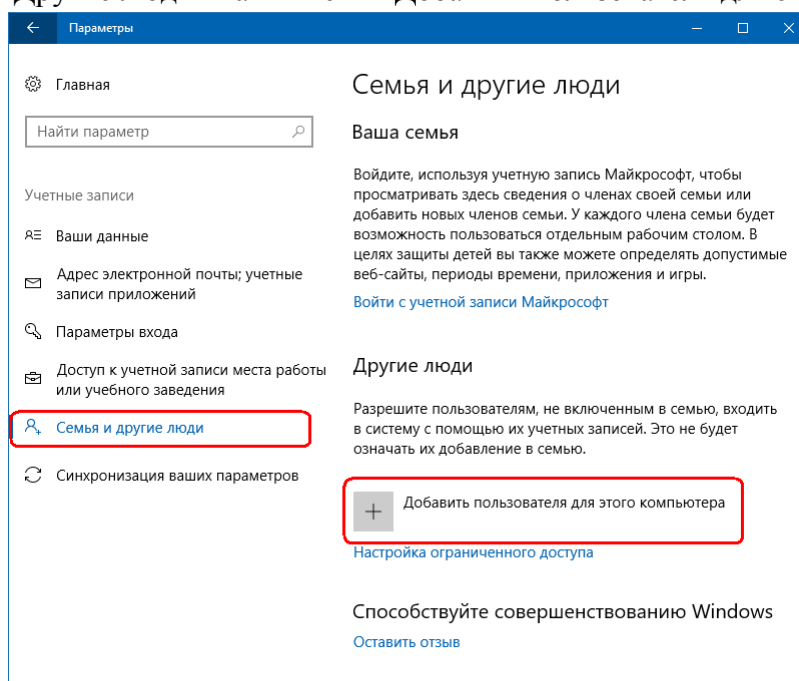 Параметры
Главная
Найти параметр
Учетные записи
Ваши данные
Адрес электронной почты; учетные
записи приложений
Параметры входа
Доступ к учетной записи места работы
или учебного заведения
Семья и другие люди
Синхронизация ваших параметров
Семья и другие люди
Ваша семья
Войдите, используя учетную запись Майкрософт, чтобы
просматривать здесь сведения о членах своей семьи или
добавить новых членов семьи. У каждого члена семьи будет
возможность пользоваться отдельным рабочим столом. В
целях защиты детей вы также можете определять допустимые
веб-сайты, периоды времени, приложения и игры.
Войти с учетной записи Майкрософт
Другие люди
Разрешите пользователям, не включенным в семью, входить
в систему с помощью их учетных записей. Это не будет
означать их добавление в семью.
Добавить пользователя для этого компьютера
Настройка ограниченного доступа
Способствуйте совершенствованию Windows
Оставить отзыв